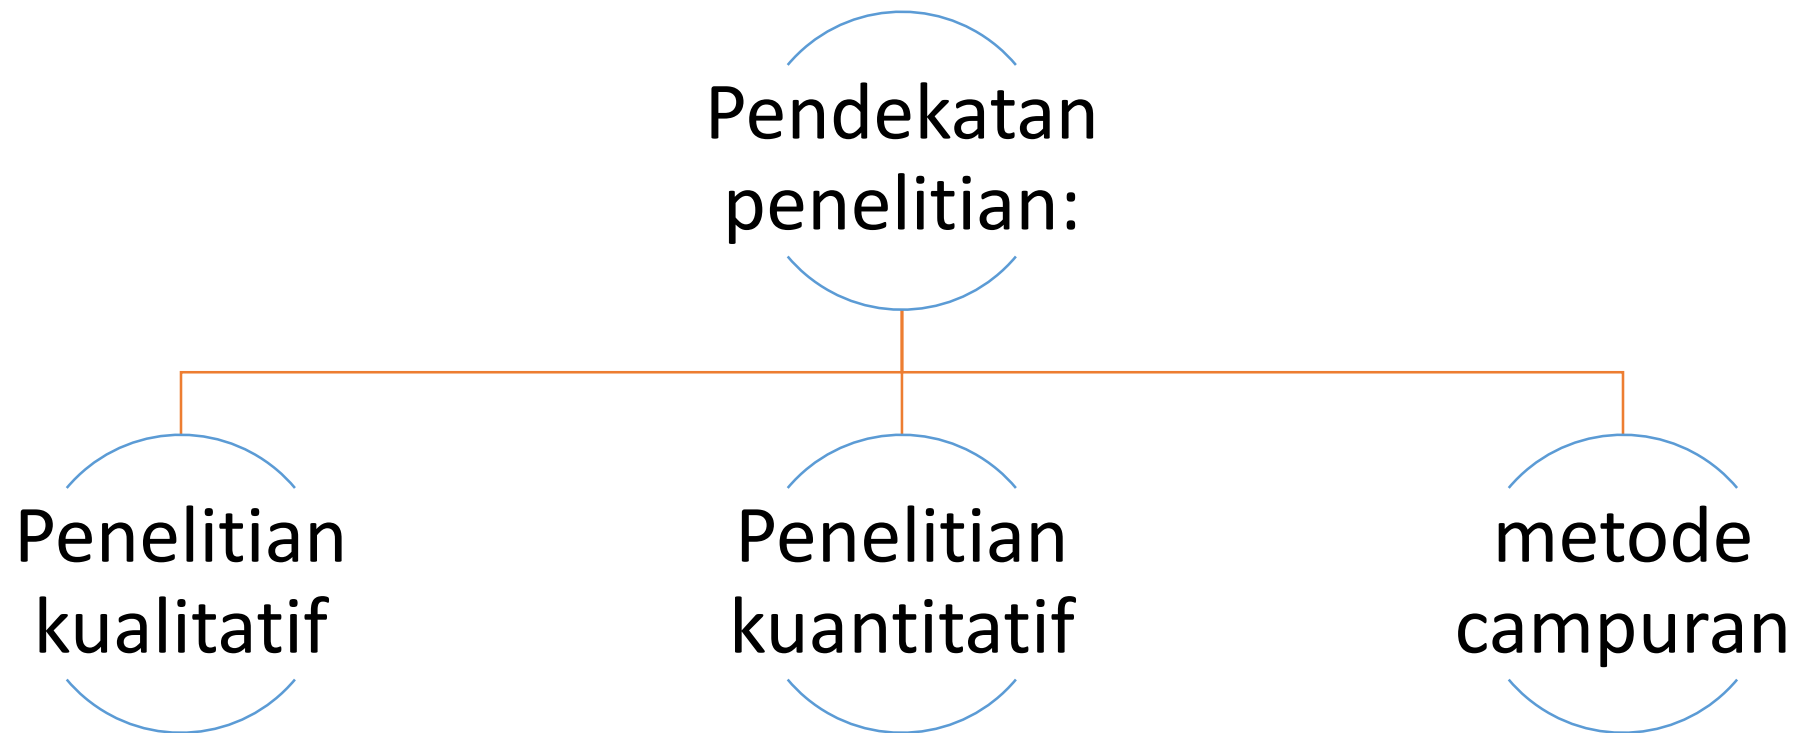 Pendekatan
penelitian:
Penelitian
kualitatif
Penelitian
kuantitatif
metode
campuran